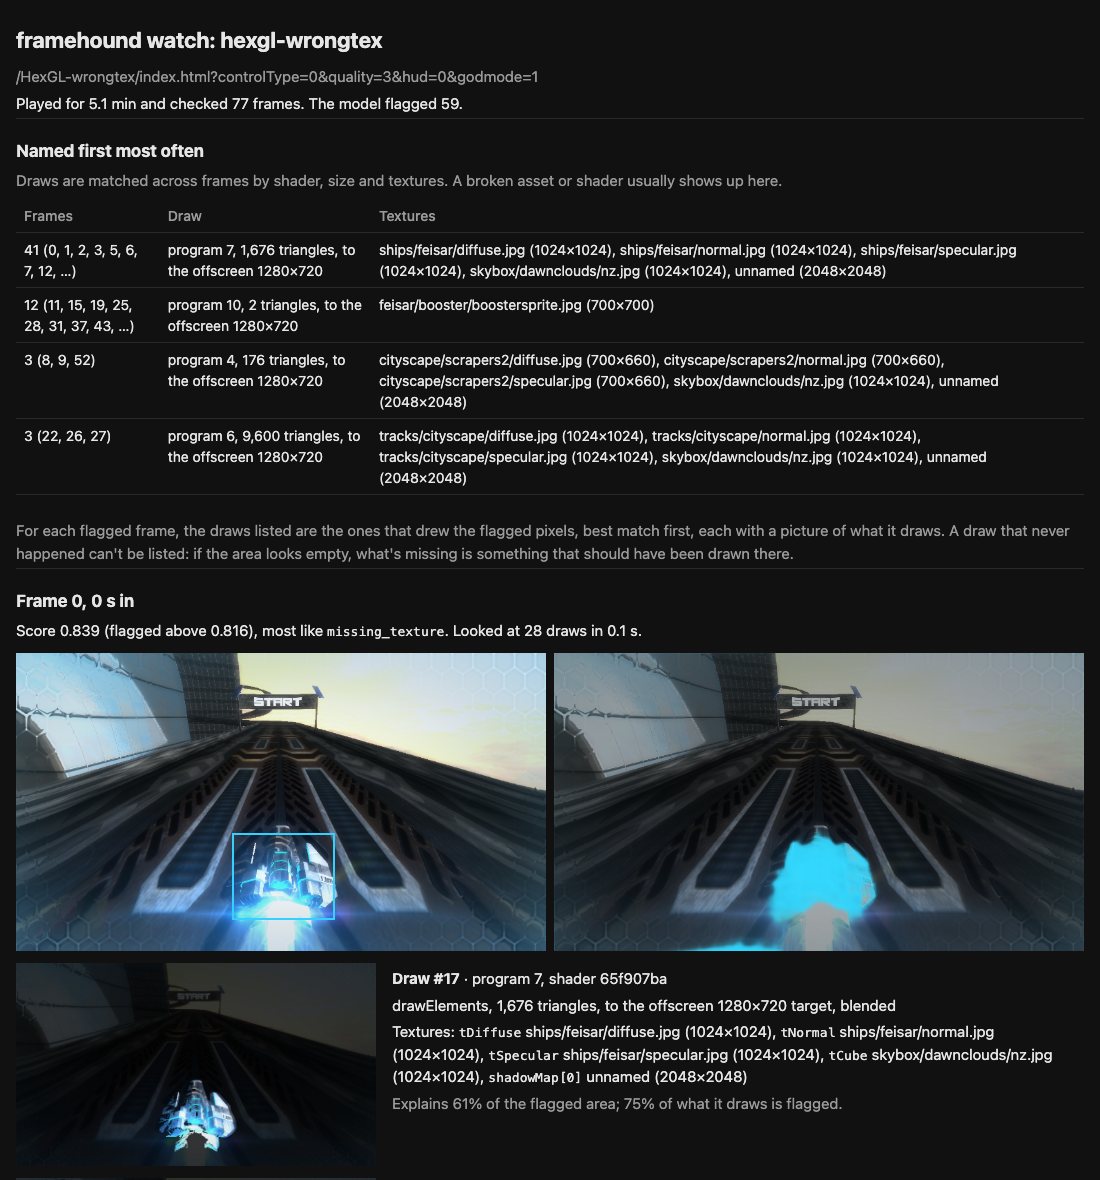 framehound watch: hexgl-wrongtex
/HexGL-wrongtex/index.html?controlType=0&quality=3&hud=0&godmode=1
Played for 5.1 min and checked 77 frames. The model flagged 59.
Named first most often
Draws are matched across frames by shader, size and textures. A broken asset or shader usually shows up here.
Frames Draw Textures
41 (0, 1, 2, 3, 5, 6,
7, 12, ...)
program 7, 1,676 triangles, to
the offscreen 1280×720
ships/feisar/diffuse.jpg (1024×1024), ships/feisar/normal.jpg (1024×1024), ships/feisar/specular.jpg
(1024×1024), skybox/dawnclouds/nz.jpg (1024×1024), unnamed (2048×2048)
12 (11, 15, 19, 25,
28, 31, 37, 43, ...)
program 10, 2 triangles, to the
offscreen 1280×720
feisar/booster/boostersprite.jpg (700×700)
3 (8, 9, 52)
program 4, 176 triangles, to
the offscreen 1280×720
cityscape/scrapers2/diffuse.jpg (700×660), cityscape/scrapers2/normal.jpg (700×660),
cityscape/scrapers2/specular.jpg (700×660), skybox/dawnclouds/nz.jpg (1024×1024), unnamed
(2048×2048)
3 (22, 26, 27)
program 6, 9,600 triangles, to
the offscreen 1280×720
tracks/cityscape/diffuse.jpg (1024×1024), tracks/cityscape/normal.jpg (1024×1024),
tracks/cityscape/specular.jpg (1024×1024), skybox/dawnclouds/nz.jpg (1024×1024), unnamed
(2048×2048)
For each flagged frame, the draws listed are the ones that drew the flagged pixels, best match first, each with a picture of what it draws. A draw that never
happened can't be listed: if the area looks empty, what's missing is something that should have been drawn there.
Frame 0, 0 s in
Score 0.839 (flagged above 0.816), most like missing_texture. Looked at 28 draws in 0.1 s.
START
START
START
Draw #17 · program 7, shader 65f907ba
drawElements, 1,676 triangles, to the offscreen 1280×720 target, blended
Textures: tDiffuse ships/feisar/diffuse.jpg (1024×1024), tNormal ships/feisar/normal.jpg
(1024×1024), tSpecular ships/feisar/specular.jpg (1024×1024), tCube skybox/dawnclouds/nz.jpg
(1024×1024), shadowMap[0] unnamed (2048×2048)
Explains 61% of the flagged area; 75% of what it draws is flagged.